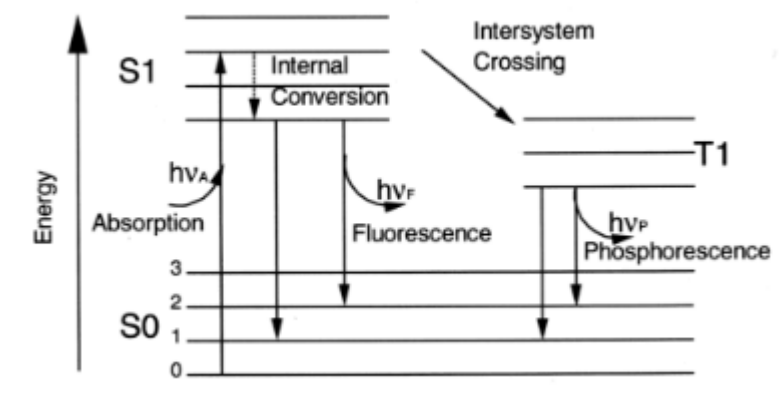 Intersystem
Crossing
S1
Internal
Conversion
T1
hνA
hνF
hνP
Energy
Absorption
Fluorescence
Phosphorescence
3
2
S0
1
0